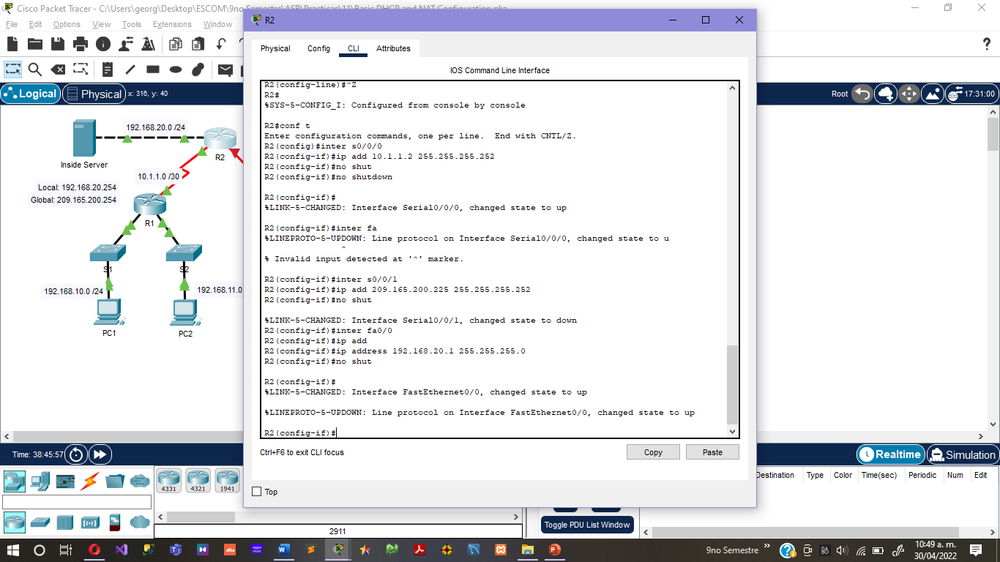 Cisco Packet Tracer - C:\Users\georg\Desktop\ESCOM\9no Semestre\ASR\Practicas\11\Basic DHCP and NAT Configuration.pka
File Edit Options View Tools Extensions Window
R2
Physical Config CLI Attributes
IOS Command Line Interface
Logical Physical x: 316, y: 40
Root 17:31:00
R2(config-line)#^Z
R2#
%SYS-5-CONFIG_I: Configured from console by console
R2#conf t
Enter configuration commands, one per line.  End with CNTL/Z.
R2(config)#inter s0/0/0
R2(config-if)#ip add 10.1.1.2 255.255.255.252
R2(config-if)#no shut
R2(config-if)#no shutdown
R2(config-if)#
%LINK-5-CHANGED: Interface Serial0/0/0, changed state to up
R2(config-if)#inter fa
%LINEPROTO-5-UPDOWN: Line protocol on Interface Serial0/0/0, changed state to u
^
% Invalid input detected at '^' marker.
R2(config-if)#inter s0/0/1
R2(config-if)#ip add 209.165.200.225 255.255.255.252
R2(config-if)#no shut
%LINK-5-CHANGED: Interface Serial0/0/1, changed state to down
R2(config-if)#inter fa0/0
R2(config-if)#ip add
R2(config-if)#ip address 192.168.20.1 255.255.255.0
R2(config-if)#no shut
R2(config-if)#
%LINK-5-CHANGED: Interface FastEthernet0/0, changed state to up
%LINEPROTO-5-UPDOWN: Line protocol on Interface FastEthernet0/0, changed state to up
R2(config-if)#
Ctrl+F6 to exit CLI focus
Copy Paste
Top
192.168.20.0 /24
Inside Server
R2
10.1.1.0 /30
Local: 192.168.20.254
Global: 209.165.200.254
R1
S1 S2
192.168.10.0 /24
192.168.11.0
PC1 PC2
Time: 38:45:57
Realtime Simulation
4331 4321 1941
2911
Destination Type Color Time(sec) Periodic Num Edit
Toggle PDU List Window
9no Semestre
10:49 a. m.
30/04/2022